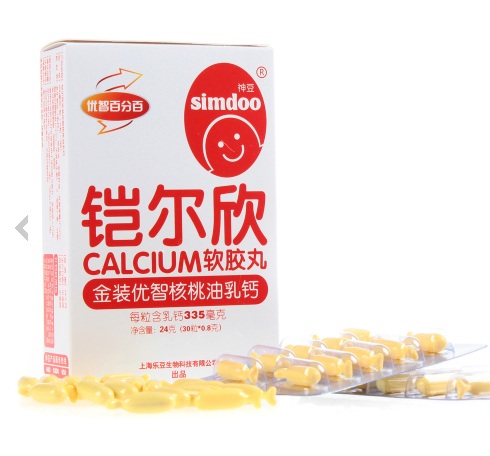 优智百分百
神豆
simdoo
®
铠尔欣
CALCIUM软胶丸
金装优智核桃油乳钙
每粒含乳钙335毫克
净含量：24克（30粒*0.8克）
上海乐豆生物科技有限公
出品